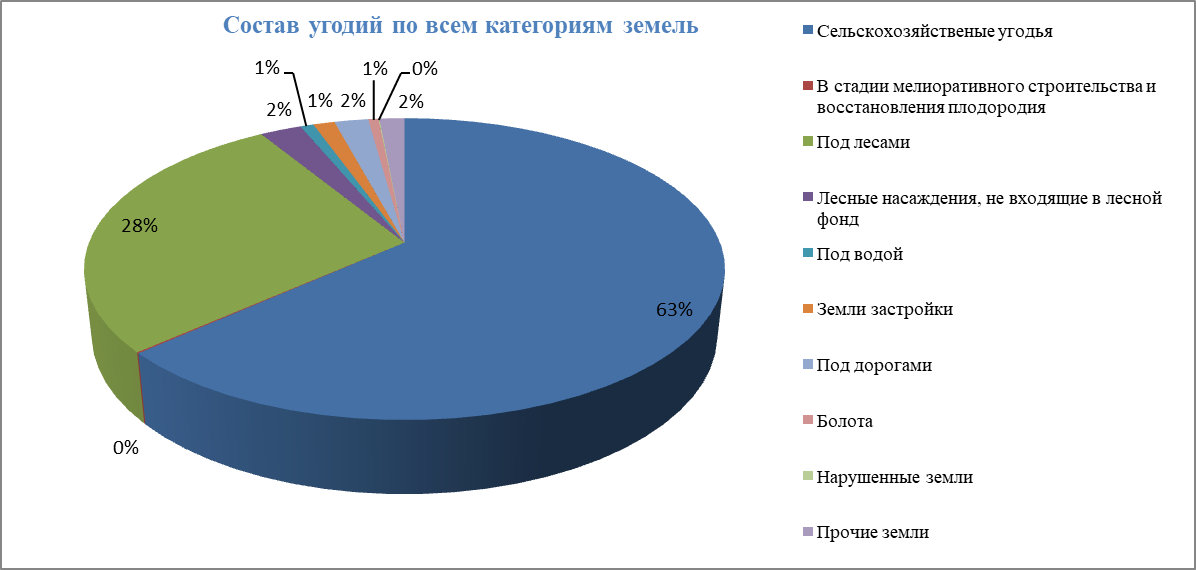 Состав угодий по всем категориям земель
1%
1%
0%
2%
1%
2%
2%
28%
63%
0%
Сельскохозяйственые угодья
В стадии мелиоративного строительства и
восстановления плодородия
Под лесами
Лесные насаждения, не входящие в лесной
фонд
Под водой
Земли застройки
Под дорогами
Болота
Нарушенные земли
Прочие земли